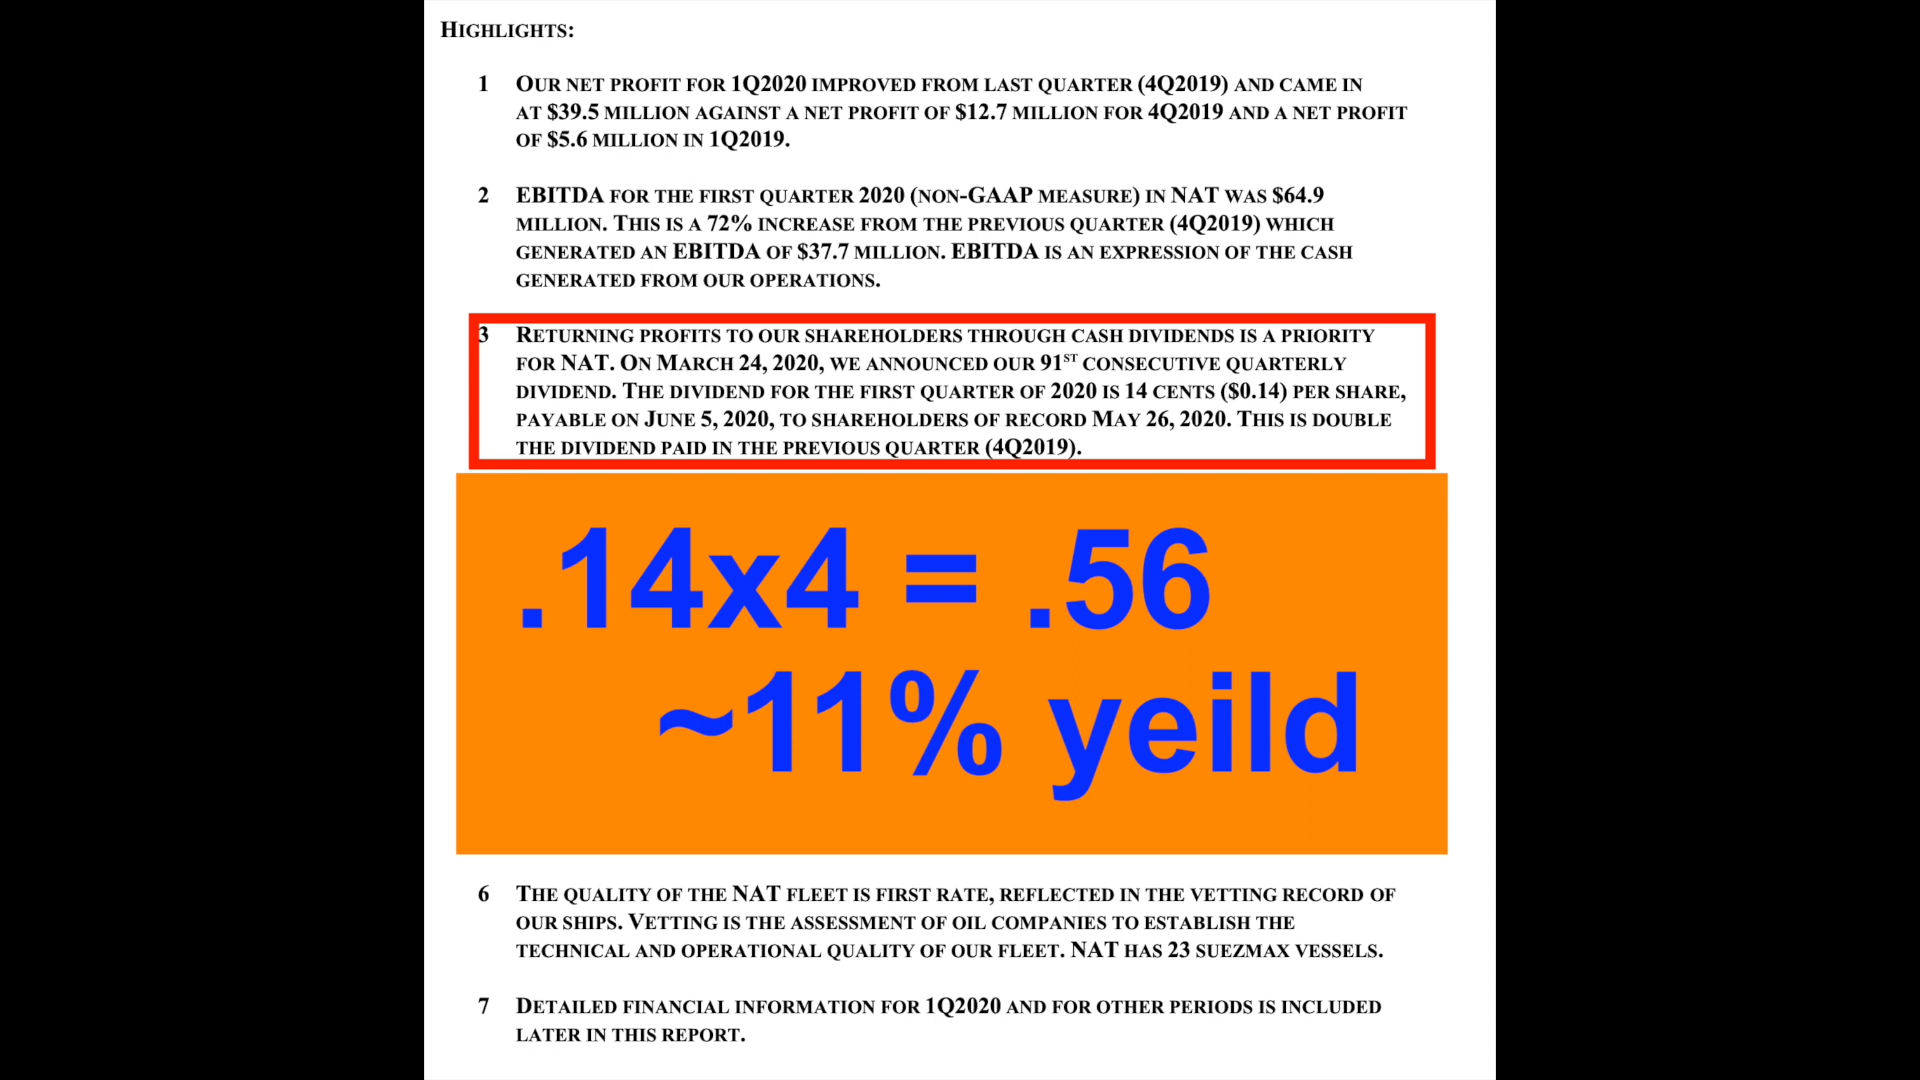 HIGHLIGHTS:
1 OUR NET PROFIT FOR 1Q2020 IMPROVED FROM LAST QUARTER (4Q2019) AND CAME IN
AT $39.5 MILLION AGAINST A NET PROFIT OF $12.7 MILLION FOR 4Q2019 AND A NET PROFIT
OF $5.6 MILLION IN 1Q2019.
2 EBITDA FOR THE FIRST QUARTER 2020 (NON-GAAP MEASURE) IN NAT WAS $64.9
MILLION. THIS IS A 72% INCREASE FROM THE PREVIOUS QUARTER (4Q2019) WHICH
GENERATED AN EBITDA OF $37.7 MILLION. EBITDA IS AN EXPRESSION OF THE CASH
GENERATED FROM OUR OPERATIONS.
3 RETURNING PROFITS TO OUR SHAREHOLDERS THROUGH CASH DIVIDENDS IS A PRIORITY
FOR NAT. ON MARCH 24, 2020, WE ANNOUNCED OUR 91ST CONSECUTIVE QUARTERLY
DIVIDEND. THE DIVIDEND FOR THE FIRST QUARTER OF 2020 IS 14 CENTS ($0.14) PER SHARE,
PAYABLE ON JUNE 5, 2020, TO SHAREHOLDERS OF RECORD MAY 26, 2020. THIS IS DOUBLE
THE DIVIDEND PAID IN THE PREVIOUS QUARTER (4Q2019).
.14x4 = .56
~11% yeild
6 THE QUALITY OF THE NAT FLEET IS FIRST RATE, REFLECTED IN THE VETTING RECORD OF
OUR SHIPS. VETTING IS THE ASSESSMENT OF OIL COMPANIES TO ESTABLISH THE
TECHNICAL AND OPERATIONAL QUALITY OF OUR FLEET. NAT HAS 23 SUEZMAX VESSELS.
7 DETAILED FINANCIAL INFORMATION FOR 1Q2020 AND FOR OTHER PERIODS IS INCLUDED
LATER IN THIS REPORT.